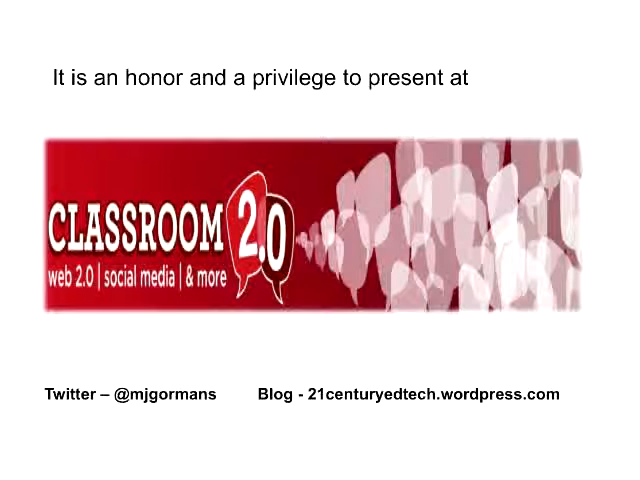 It is an honor and a privilege to present at
CLASSROOM 2.0
web 2.0 | social media | & more
Twitter – @mjgormans Blog - 21centuryedtech.wordpress.com